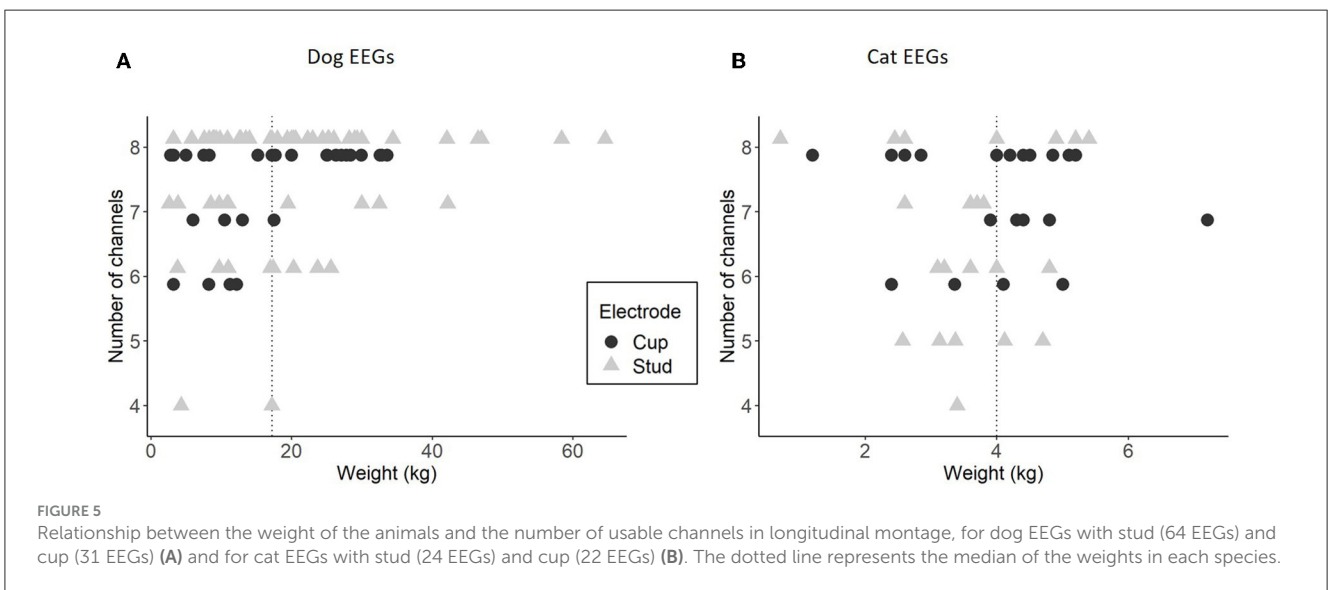 A
Dog EEGs
Number of channels
8
7
6
5
4
0
20
40
60
Weight (kg)
Electrode
Cup
Stud
B
Cat EEGs
Number of channels
8
7
6
5
4
2
4
6
Weight (kg)
FIGURE 5
Relationship between the weight of the animals and the number of usable channels in longitudinal montage, for dog EEGs with stud (64 EEGs) and
cup (31 EEGs) (A) and for cat EEGs with stud (24 EEGs) and cup (22 EEGs) (B). The dotted line represents the median of the weights in each species.